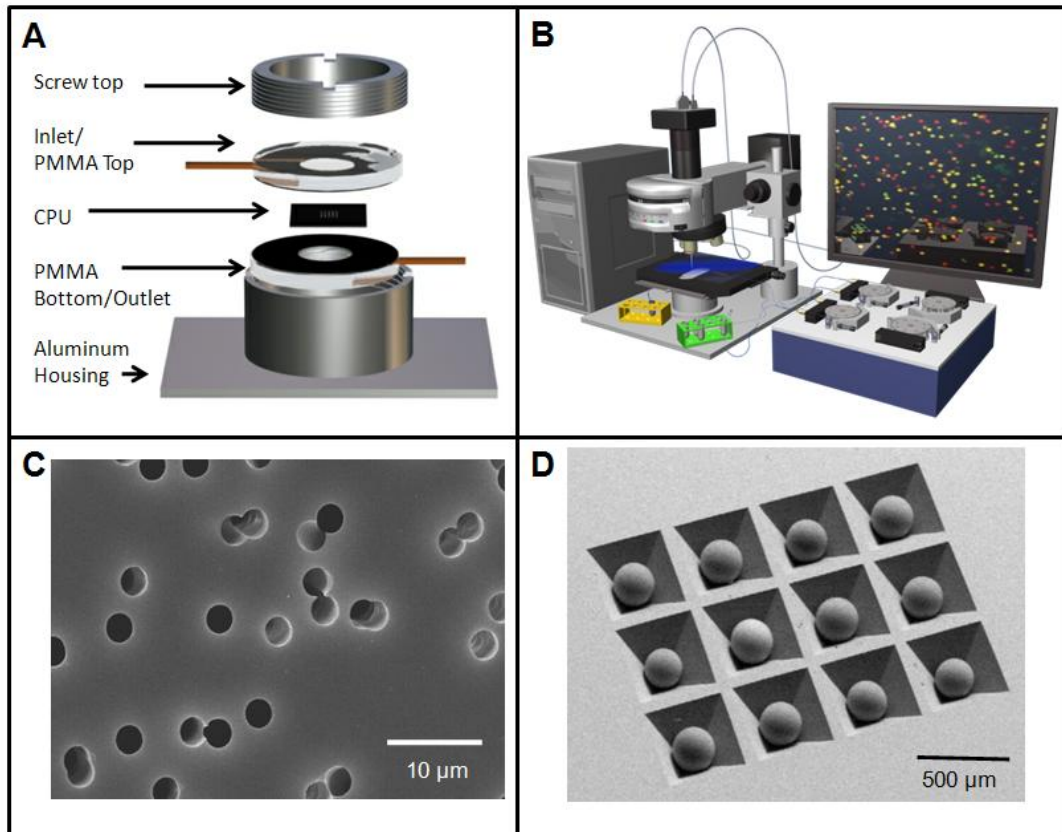 A
Screw top
Inlet/
PMMA Top
CPU
PMMA
Bottom/Outlet
Aluminum
Housing
B
C
10 µm
D
500 µm